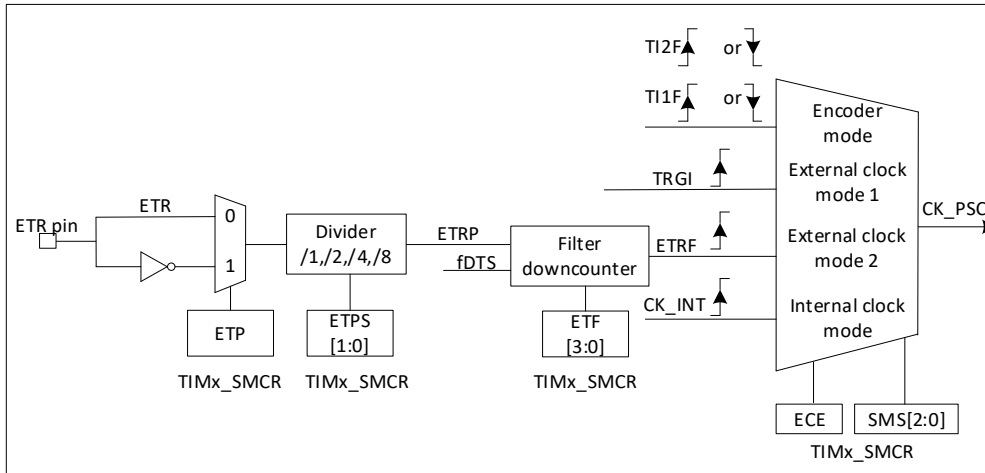 TI2F or
TI1F or
Encoder
mode
TRGI
External clock
mode 1
ETR pin
ETR
0
1
Divider
/1,/2,/4,/8
ETRP
fDTS
Filter
downcounter
ETRF
External clock
mode 2
CK_PSC
CK_INT
Internal clock
mode
ETP
TIMx_SMCR
ETPS
[1:0]
TIMx_SMCR
ETF
[3:0]
TIMx_SMCR
ECE
SMS[2:0]
TIMx_SMCR